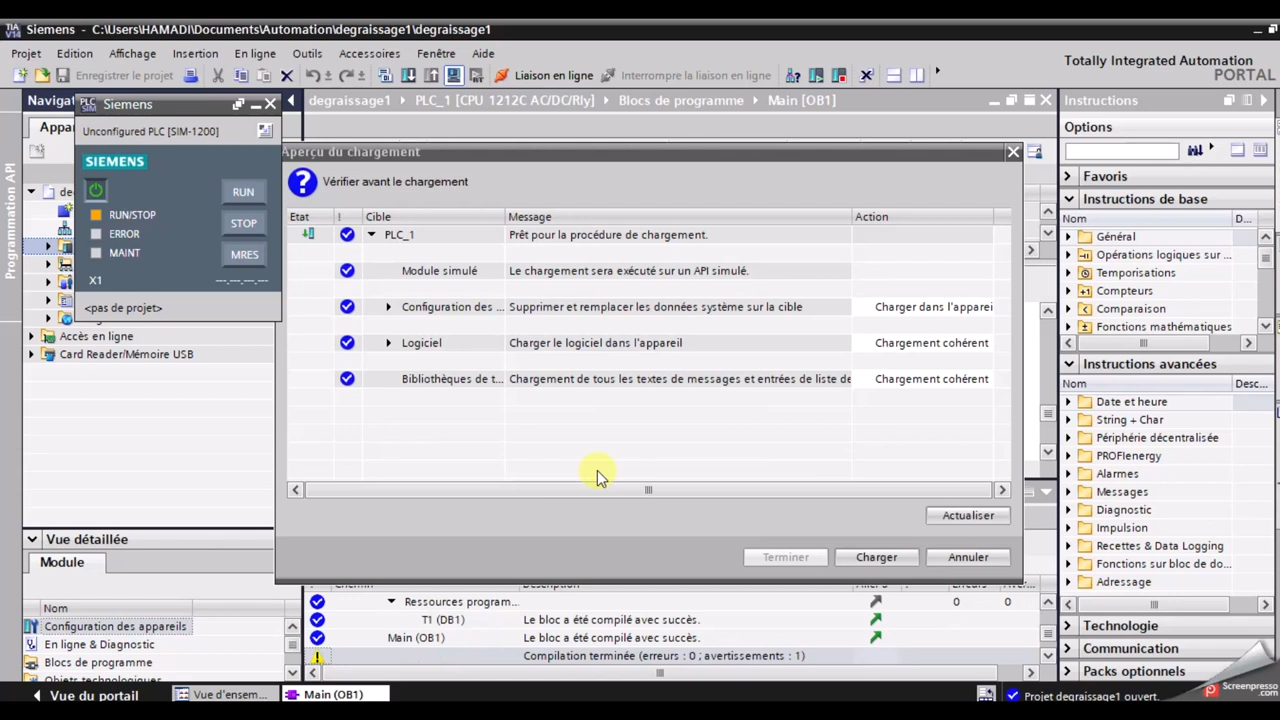 Siemens - C:\Users\HAMADI\Documents\Automation\degraissage1\degraissage1
Projet Edition Affichage Insertion En ligne Outils Accessoires Fenêtre Aide
Totally Integrated Automation
PORTAL
Enregistrer le projet Liaison en ligne Interrompre la liaison en ligne
Navigat
degraissage1 PLC_1 [CPU 1212C AC/DC/Rly] Blocs de programme Main [OB1]
Instructions
Siemens
Appar
Options
Unconfigured PLC [SIM-1200]
SIEMENS
RUN
RUN/STOP
STOP
ERROR
MAINT
MRES
X1
<pas de projet>
Programmation API
Aperçu du chargement
Vérifier avant le chargement
Etat ! Cible Message Action
PLC_1 Prêt pour la procédure de chargement.
Module simulé Le chargement sera exécuté sur un API simulé.
Configuration des ... Supprimer et remplacer les données système sur la cible Charger dans l'apparei
Logiciel Charger le logiciel dans l'appareil Chargement cohérent
Bibliothèques de t... Chargement de tous les textes de messages et entrées de liste de Chargement cohérent
Actualiser
Terminer Charger Annuler
Favoris
Instructions de base
Nom D...
Général
Opérations logiques sur ...
Temporisations
Compteurs
Comparaison
Fonctions mathématiques
Instructions avancées
Nom Desc...
Date et heure
String + Char
Périphérie décentralisée
PROFIenergy
Alarmes
Messages
Diagnostic
Impulsion
Recettes & Data Logging
Fonctions sur bloc de do...
Adressage
Technologie
Communication
Packs optionnels
de
Accès en ligne
Card Reader/Mémoire USB
Vue détaillée
Module
Nom
Configuration des appareils
En ligne & Diagnostic
Blocs de programme
Ressources program... 0 0
T1 (DB1) Le bloc a été compilé avec succès.
Main (OB1) Le bloc a été compilé avec succès.
Compilation terminée (erreurs : 0 ; avertissements : 1)
Vue du portail Vue d'ensem... Main (OB1) Projet degraissage1 ouvert.
Screenpresso
.com